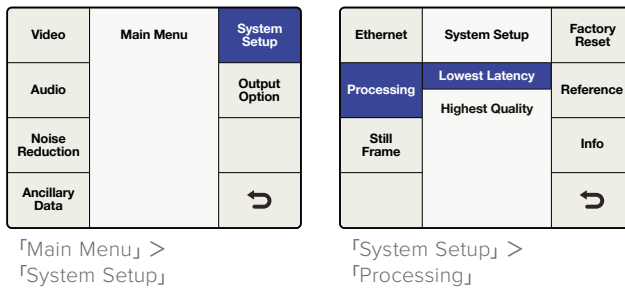 Video
Main Menu
System
Setup
Audio
Output
Option
Noise
Reduction
Ancillary
Data
「Main Menu」 >
「System Setup」
Ethernet
System Setup
Factory
Reset
Processing
Lowest Latency
Highest Quality
Reference
Still
Frame
Info
「System Setup」 >
「Processing」